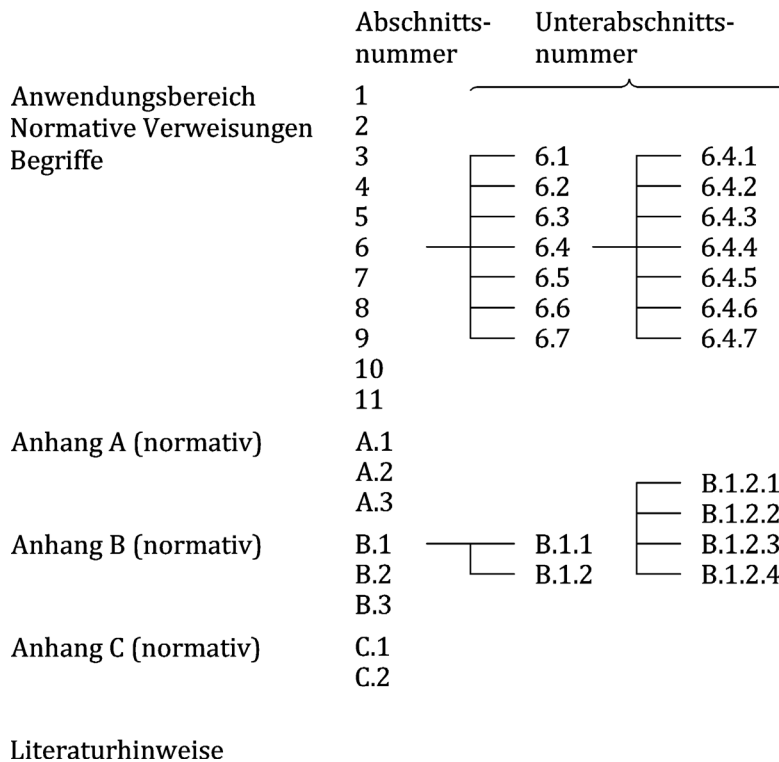 Abschnitts- Unterabschnitts-
nummer nummer
Anwendungsbereich 1
Normative Verweisungen 2
Begriffe 3 6.1 6.4.1
4 6.2 6.4.2
5 6.3 6.4.3
6 6.4 6.4.4
7 6.5 6.4.5
8 6.6 6.4.6
9 6.7 6.4.7
10
11
Anhang A (normativ) A.1
A.2
A.3 B.1.2.1
B.1.2.2
Anhang B (normativ) B.1 B.1.1 B.1.2.3
B.2 B.1.2 B.1.2.4
B.3
Anhang C (normativ) C.1
C.2
Literaturhinweise